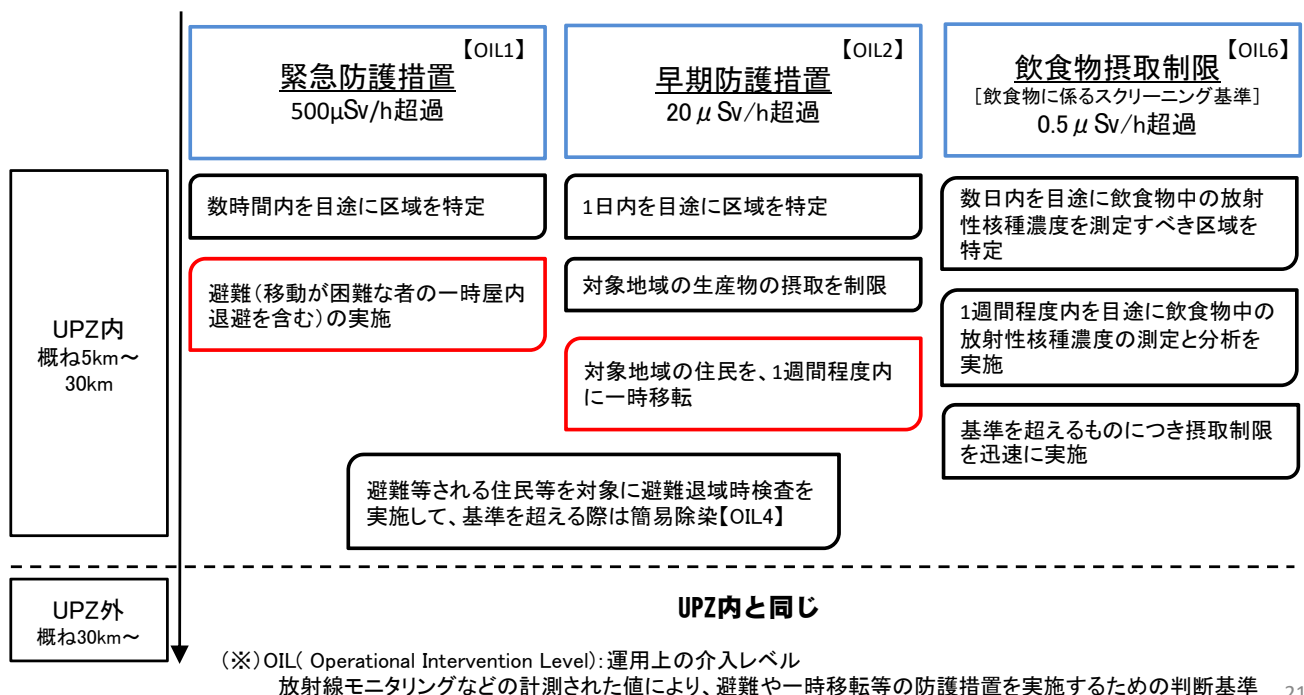 【OIL1】
緊急防護措置
500μSv/h超過
【OIL2】
早期防護措置
20μSv/h超過
【OIL6】
飲食物摂取制限
[飲食物に係るスクリーニング基準]
0.5μSv/h超過
UPZ内
概ね5km～
30km
数時間内を目途に区域を特定
避難(移動が困難な者の一時屋内
退避を含む)の実施
1日内を目途に区域を特定
対象地域の生産物の摂取を制限
対象地域の住民を、1週間程度内
に一時移転
数日内を目途に飲食物中の放射
性核種濃度を測定すべき区域を
特定
1週間程度内を目途に飲食物中の
放射性核種濃度の測定と分析を
実施
基準を超えるものにつき摂取制限
を迅速に実施
避難等される住民等を対象に避難退域時検査を
実施して、基準を超える際は簡易除染【OIL4】
UPZ外
概ね30km～
UPZ内と同じ
(※)OIL( Operational Intervention Level):運用上の介入レベル
放射線モニタリングなどの計測された値により、避難や一時移転等の防護措置を実施するための判断基準
21